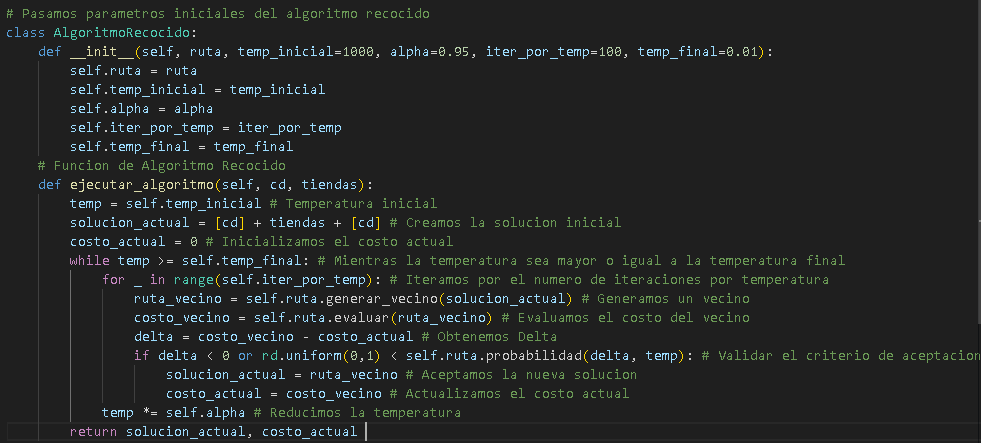 # Pasamos parametros iniciales del algoritmo recocido
class AlgoritmoRecocido:
    def __init__(self, ruta, temp_inicial=1000, alpha=0.95, iter_por_temp=100, temp_final=0.01):
        self.ruta = ruta
        self.temp_inicial = temp_inicial
        self.alpha = alpha
        self.iter_por_temp = iter_por_temp
        self.temp_final = temp_final
    # Funcion de Algoritmo Recocido
    def ejecutar_algoritmo(self, cd, tiendas):
        temp = self.temp_inicial # Temperatura inicial
        solucion_actual = [cd] + tiendas + [cd] # Creamos la solucion inicial
        costo_actual = 0 # Inicializamos el costo actual
        while temp >= self.temp_final: # Mientras la temperatura sea mayor o igual a la temperatura final
            for _ in range(self.iter_por_temp): # Iteramos por el numero de iteraciones por temperatura
                ruta_vecino = self.ruta.generar_vecino(solucion_actual) # Generamos un vecino
                costo_vecino = self.ruta.evaluar(ruta_vecino) # Evaluamos el costo del vecino
                delta = costo_vecino - costo_actual # Obtenemos Delta
                if delta < 0 or rd.uniform(0,1) < self.ruta.probabilidad(delta, temp): # Validar el criterio de aceptacion
                    solucion_actual = ruta_vecino # Aceptamos la nueva solucion
                    costo_actual = costo_vecino # Actualizamos el costo actual
            temp *= self.alpha # Reducimos la temperatura
        return solucion_actual, costo_actual